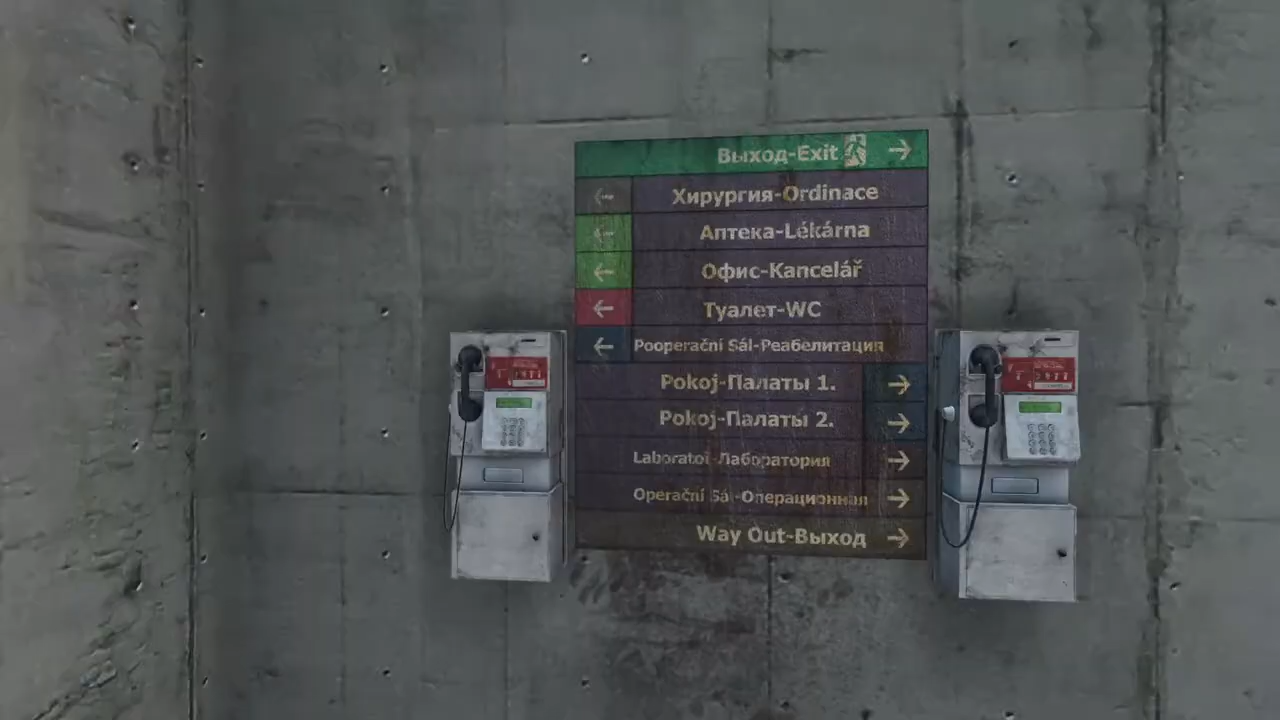 Выход-Exit
Хирургия-Ordinace
Аптека-Lékárna
Офис-Kancelář
Туалет-WC
Pooperační Sál-Реабелитация
Pokoj-Палаты 1.
Pokoj-Палаты 2.
Laboratoř-Лаборатория
Operační Sál-Операционная
Way Out-Выход